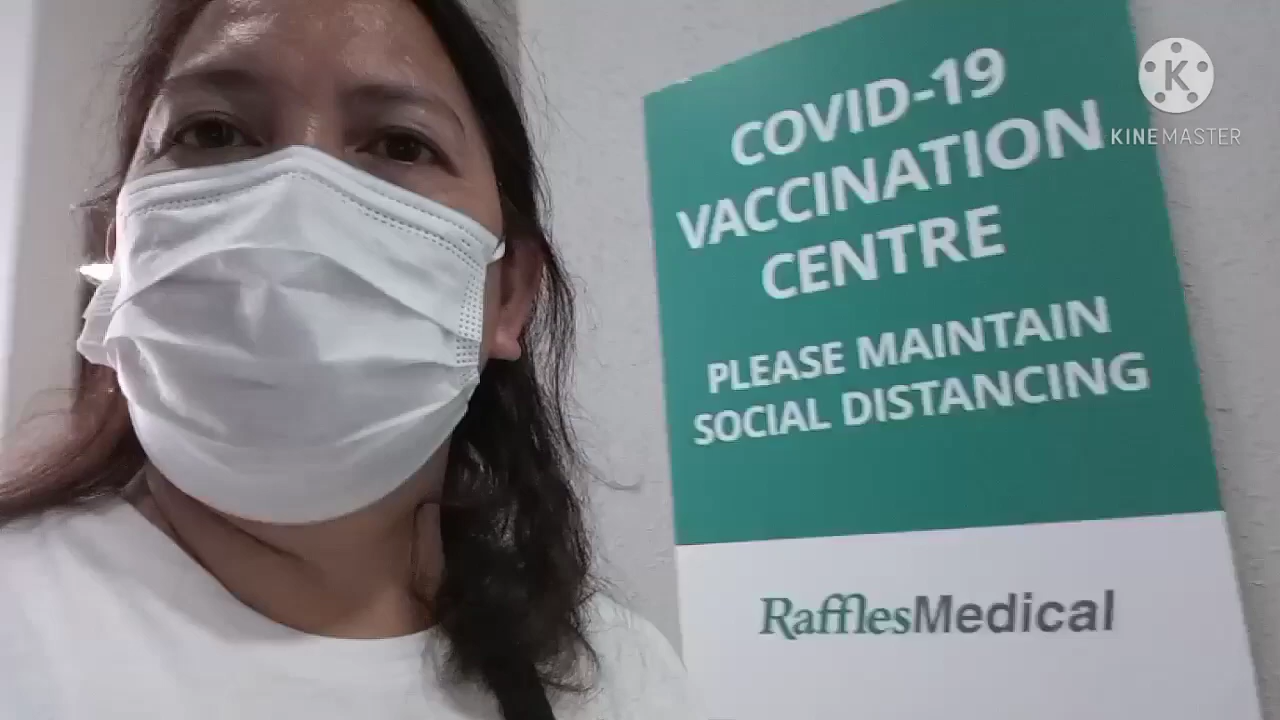 COVID-19
VACCINATION
CENTRE
PLEASE MAINTAIN
SOCIAL DISTANCING
RafflesMedical
K
KINEMASTER